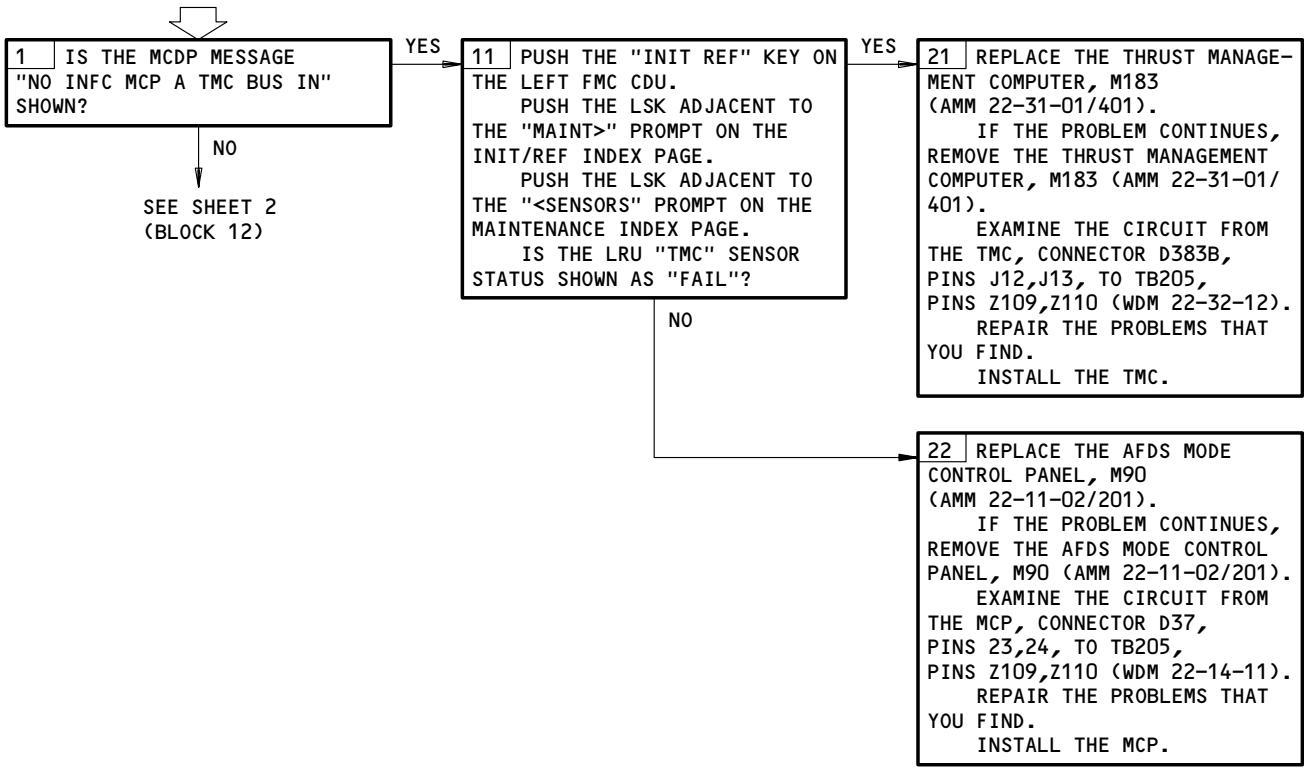 1 IS THE MCDP MESSAGE
"NO INFC MCP A TMC BUS IN"
SHOWN?
YES
NO
SEE SHEET 2
(BLOCK 12)
11 PUSH THE "INIT REF" KEY ON
THE LEFT FMC CDU.
PUSH THE LSK ADJACENT TO
THE "MAINT>" PROMPT ON THE
INIT/REF INDEX PAGE.
PUSH THE LSK ADJACENT TO
THE "<SENSORS" PROMPT ON THE
MAINTENANCE INDEX PAGE.
IS THE LRU "TMC" SENSOR
STATUS SHOWN AS "FAIL"?
YES
NO
21 REPLACE THE THRUST MANAGE-
MENT COMPUTER, M183
(AMM 22-31-01/401).
IF THE PROBLEM CONTINUES,
REMOVE THE THRUST MANAGEMENT
COMPUTER, M183 (AMM 22-31-01/
401).
EXAMINE THE CIRCUIT FROM
THE TMC, CONNECTOR D383B,
PINS J12,J13, TO TB205,
PINS Z109,Z110 (WDM 22-32-12).
REPAIR THE PROBLEMS THAT
YOU FIND.
INSTALL THE TMC.
22 REPLACE THE AFDS MODE
CONTROL PANEL, M90
(AMM 22-11-02/201).
IF THE PROBLEM CONTINUES,
REMOVE THE AFDS MODE CONTROL
PANEL, M90 (AMM 22-11-02/201).
EXAMINE THE CIRCUIT FROM
THE MCP, CONNECTOR D37,
PINS 23,24, TO TB205,
PINS Z109,Z110 (WDM 22-14-11).
REPAIR THE PROBLEMS THAT
YOU FIND.
INSTALL THE MCP.